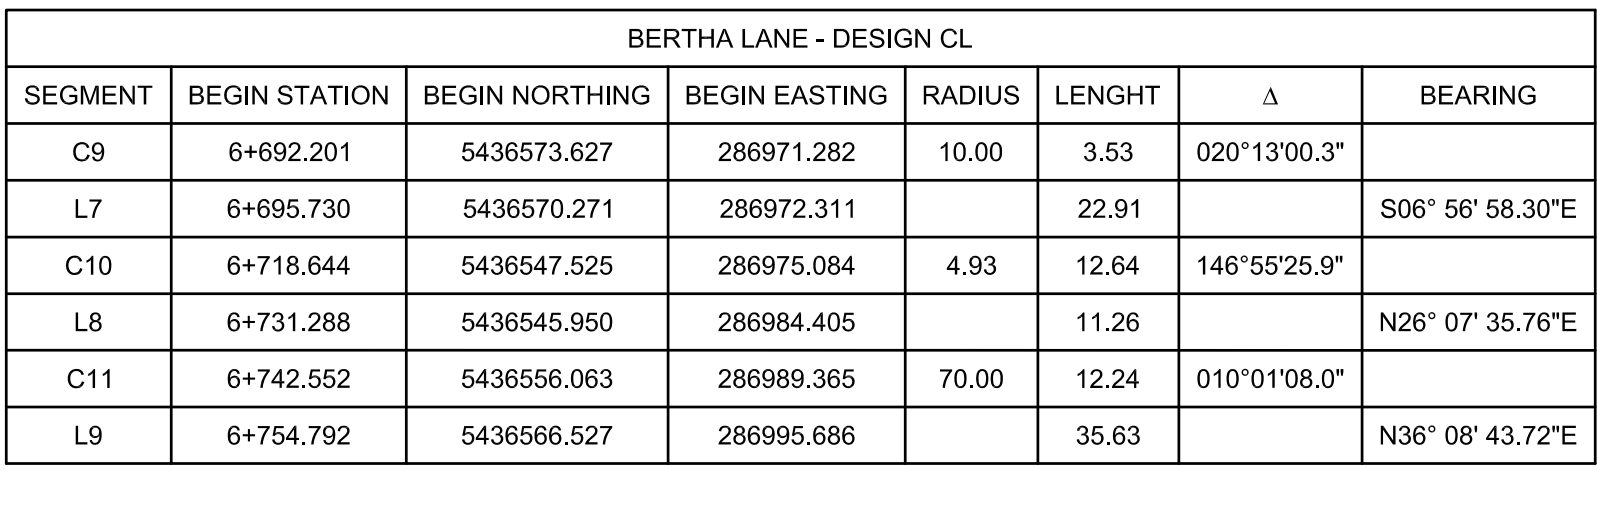 BERTHA LANE - DESIGN CL
SEGMENT BEGIN STATION BEGIN NORTHING BEGIN EASTING RADIUS LENGHT Δ BEARING
C9 6+692.201 5436573.627 286971.282 10.00 3.53 020°13'00.3"
L7 6+695.730 5436570.271 286972.311 22.91 S06° 56' 58.30"E
C10 6+718.644 5436547.525 286975.084 4.93 12.64 146°55'25.9"
L8 6+731.288 5436545.950 286984.405 11.26 N26° 07' 35.76"E
C11 6+742.552 5436556.063 286989.365 70.00 12.24 010°01'08.0"
L9 6+754.792 5436566.527 286995.686 35.63 N36° 08' 43.72"E